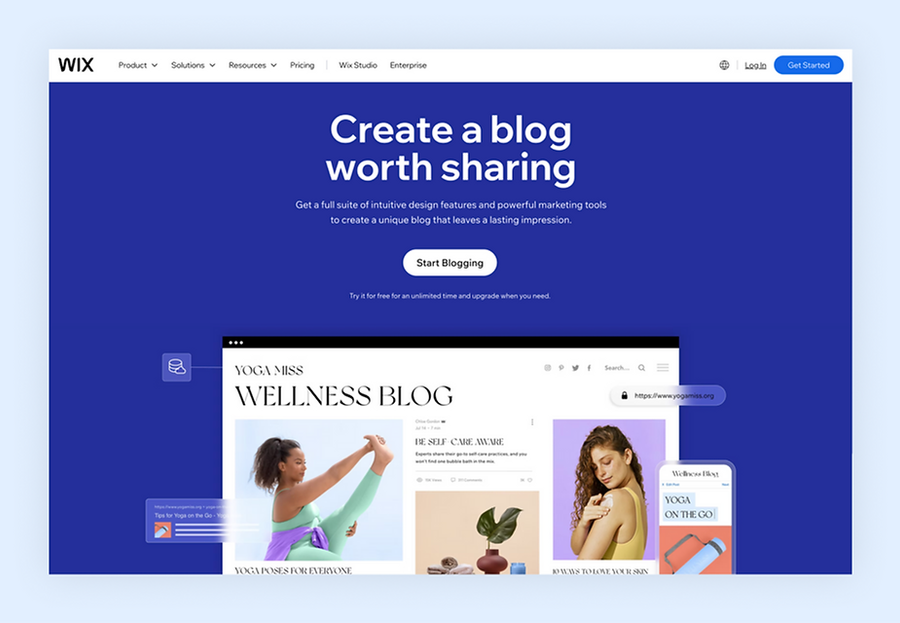 WIX
Product
Solutions
Resources
Pricing
Wix Studio
Enterprise
Log In
Get Started
Create a blog
worth sharing
Get a full suite of intuitive design features and powerful marketing tools
to create a unique blog that leaves a lasting impression.
Start Blogging
Try it for free for an unlimited time and upgrade when you need.
YOGA MISS
Search...
WELLNESS BLOG
https://www.yogamiss.org
BE SELF-CARE AWARE
Experts share their go-to self care practices, and you
won't find one bubble bath in the mix.
Wellness Blog
Edit Post
Next
YOGA
ON THE GO
Tips for Yoga on the Go - Yo
YOGA POSES FOR EVERYONE
10 WAYS TO LOVE YOUR SKIN